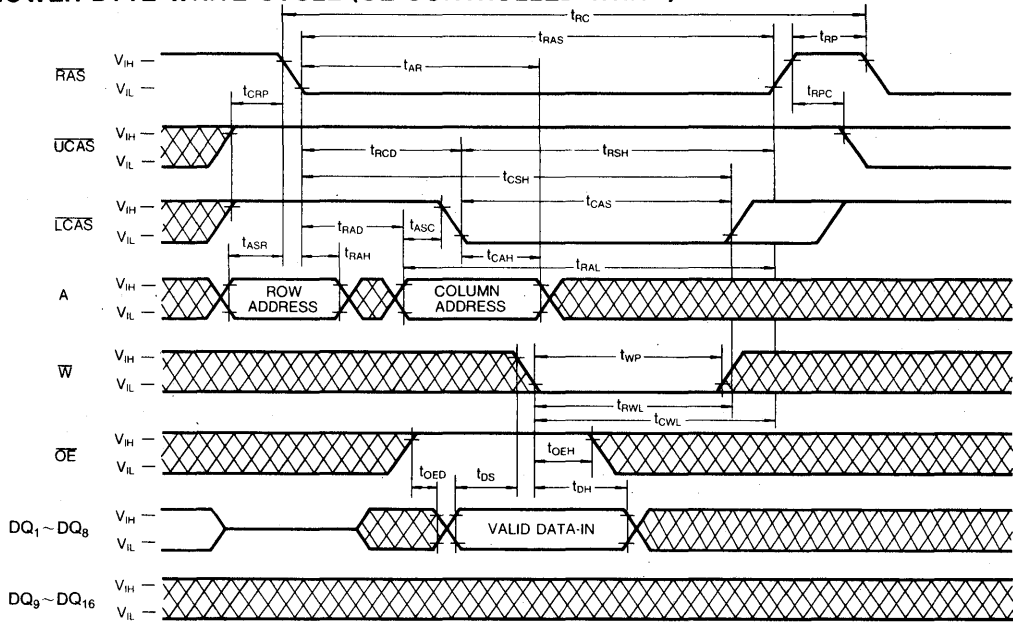 LOWER BYTE WRITE CYCLE (OE CONTROLLED WRITE)
tRC
tRAS
tRP
tAR
RAS
VIH
VIL
tCRP
tRPC
UCAS
VIH
VIL
tRCD
tRSH
tCSH
LCAS
VIH
VIL
tCAS
tRAD
tASC
tASR
tRAH
tCAH
tRAL
A
VIH
VIL
ROW
ADDRESS
COLUMN
ADDRESS
W
VIH
VIL
tWP
tRWL
tCWL
OE
VIH
VIL
tOEH
tOED
tDS
tDH
DQ1~DQ8
VIH
VIL
VALID DATA-IN
DQ9~DQ16
VIH
VIL